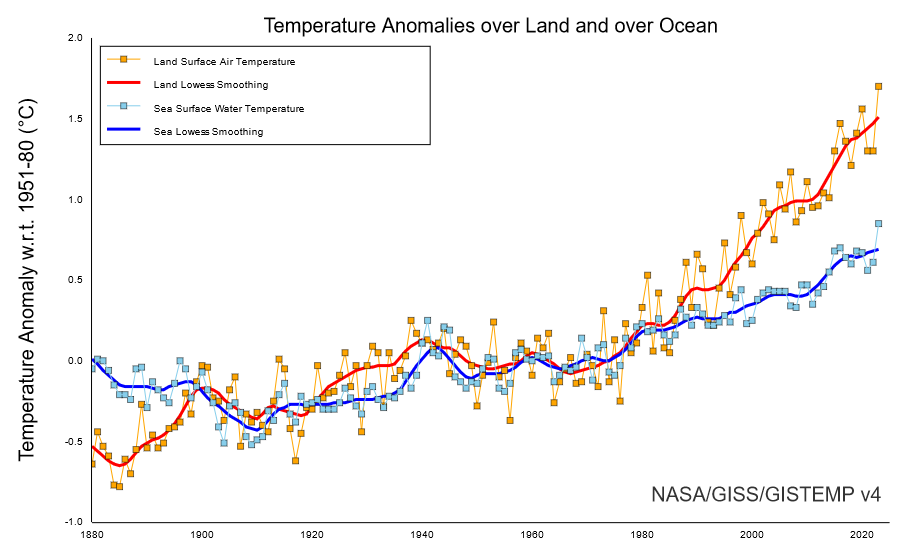 Temperature Anomalies over Land and over Ocean
2.0
Land Surface Air Temperature
Land Lowess Smoothing
Sea Surface Water Temperature
Sea Lowess Smoothing
1.5
1.0
0.5
0.0
-0.5
-1.0
Temperature Anomaly w.r.t. 1951-80 (°C)
NASA/GISS/GISTEMP v4
1880 1900 1920 1940 1960 1980 2000 2020